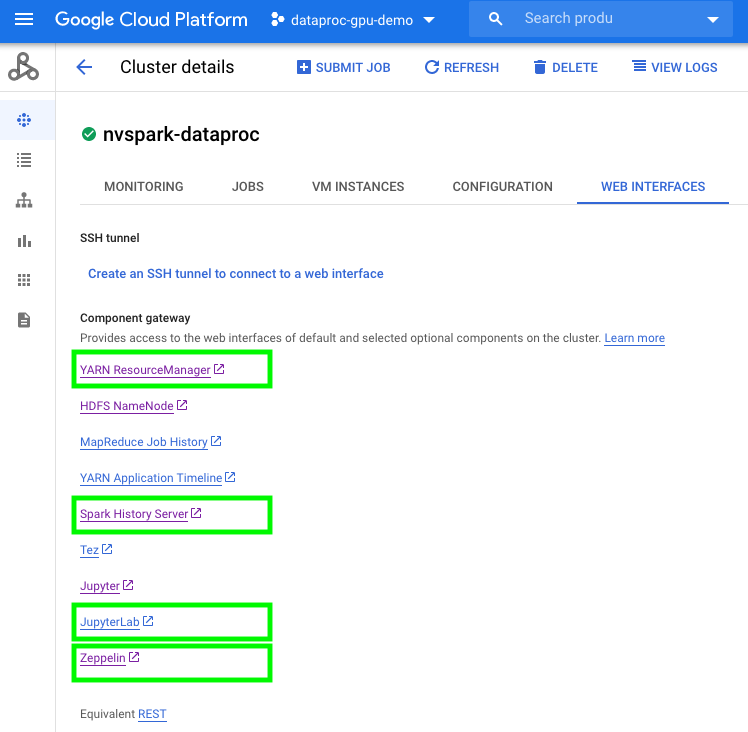 Google Cloud Platform dataproc-gpu-demo Search produ
Cluster details SUBMIT JOB REFRESH DELETE VIEW LOGS
nvspark-dataproc
MONITORING JOBS VM INSTANCES CONFIGURATION WEB INTERFACES
SSH tunnel
Create an SSH tunnel to connect to a web interface
Component gateway
Provides access to the web interfaces of default and selected optional components on the cluster. Learn more
YARN ResourceManager
HDFS NameNode
MapReduce Job History
YARN Application Timeline
Spark History Server
Tez
Jupyter
JupyterLab
Zeppelin
Equivalent REST